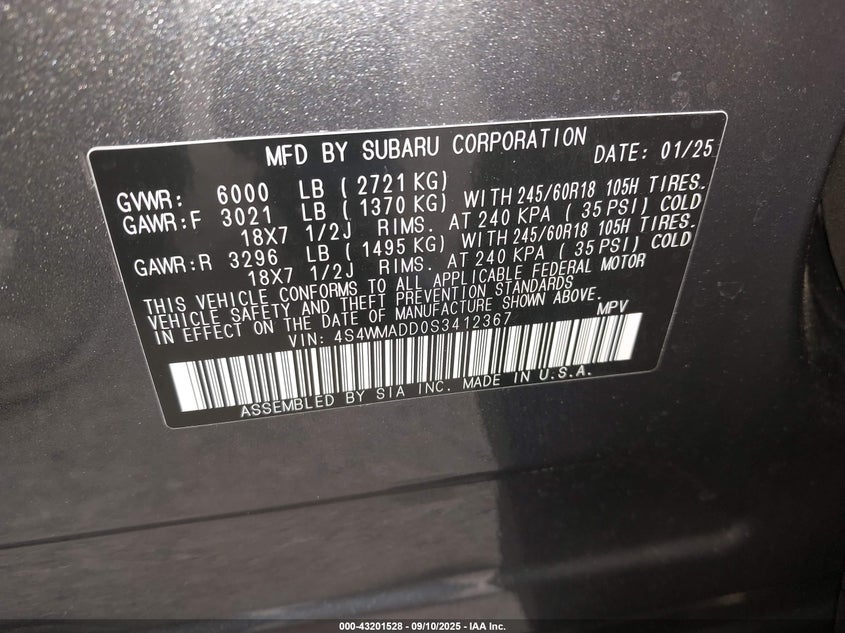 MFD BY SUBARU CORPORATION DATE: 01/25
GVWR: 6000 LB ( 2721 KG)
GAWR:F 3021 LB ( 1370 KG) WITH 245/60R18 105H TIRES.
18X7 1/2J RIMS. AT 240 KPA ( 35 PSI) COLD
GAWR:R 3296 LB ( 1495 KG) WITH 245/60R18 105H TIRES.
18X7 1/2J RIMS. AT 240 KPA ( 35 PSI) COLD
THIS VEHICLE CONFORMS TO ALL APPLICABLE FEDERAL MOTOR
VEHICLE SAFETY AND THEFT PREVENTION STANDARDS
IN EFFECT ON THE DATE OF MANUFACTURE SHOWN ABOVE.
VIN: 4S4WMADD0S3412367 MPV
ASSEMBLED BY SIA INC. MADE IN U.S.A.
000-43201528 - 09/10/2025 - IAA Inc.